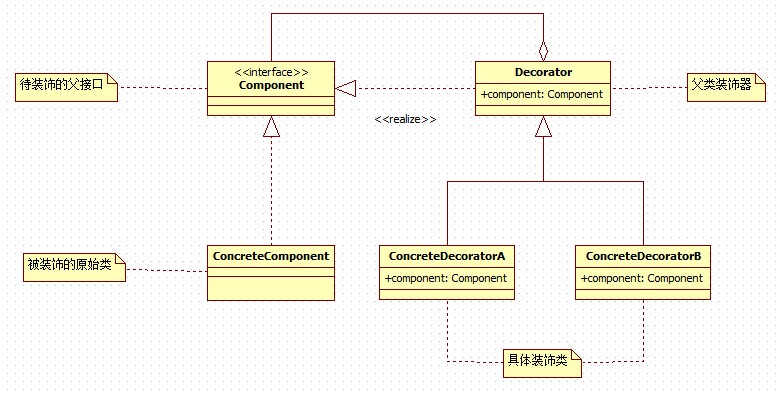 <<interface>>
Component
待装饰的父接口
Decorator
+component: Component
父类装饰器
<<realize>>
被装饰的原始类
ConcreteComponent
ConcreteDecoratorA
+component: Component
ConcreteDecoratorB
+component: Component
具体装饰类